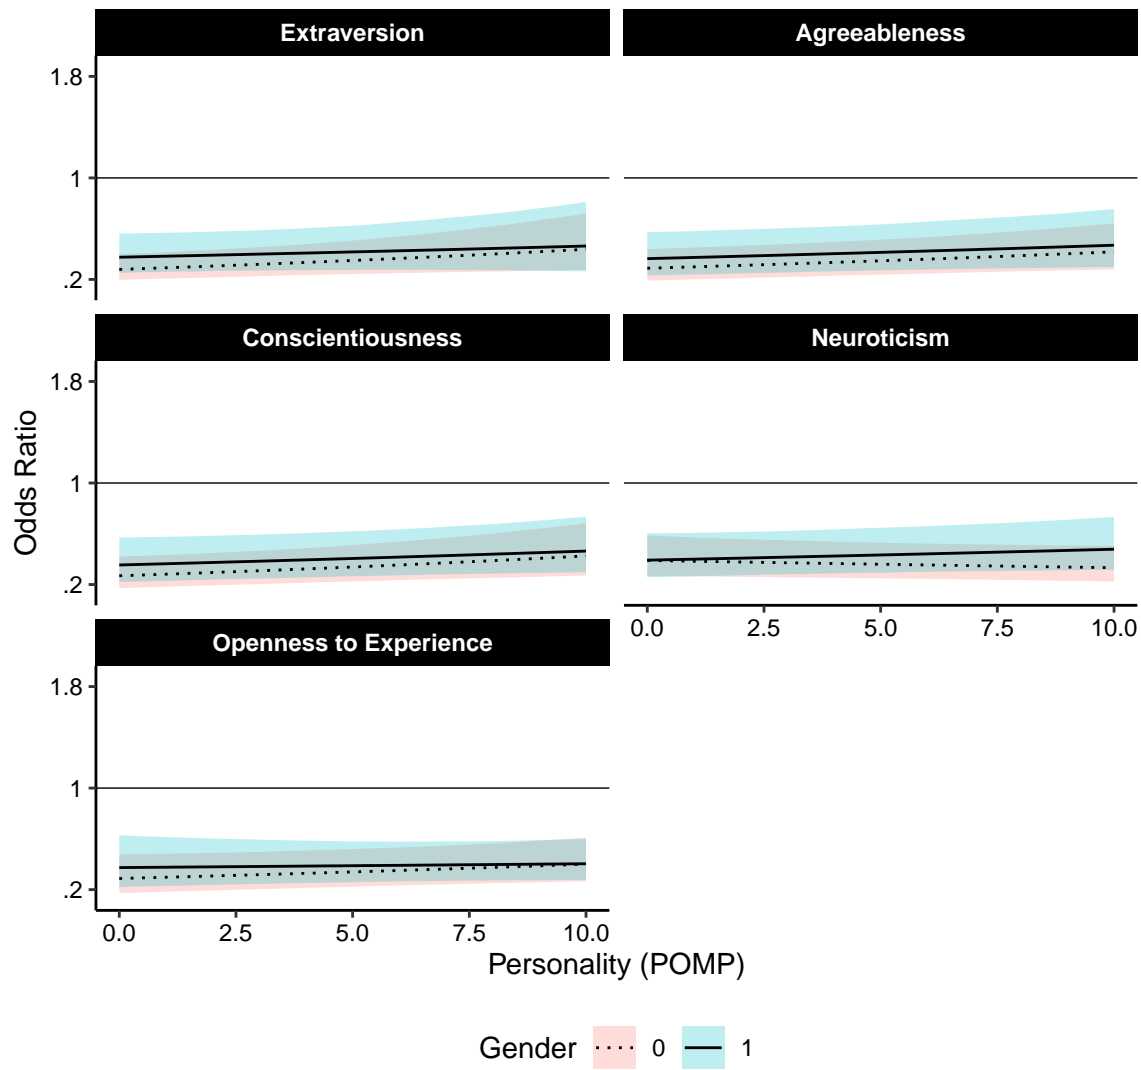 Extraversion
Agreeableness
1.8
1
.2
Conscientiousness
Neuroticism
1.8
1
.2
0.0 2.5 5.0 7.5 10.0
Openness to Experience
1.8
1
.2
0.0 2.5 5.0 7.5 10.0
Odds Ratio
Personality (POMP)
Gender 0 1